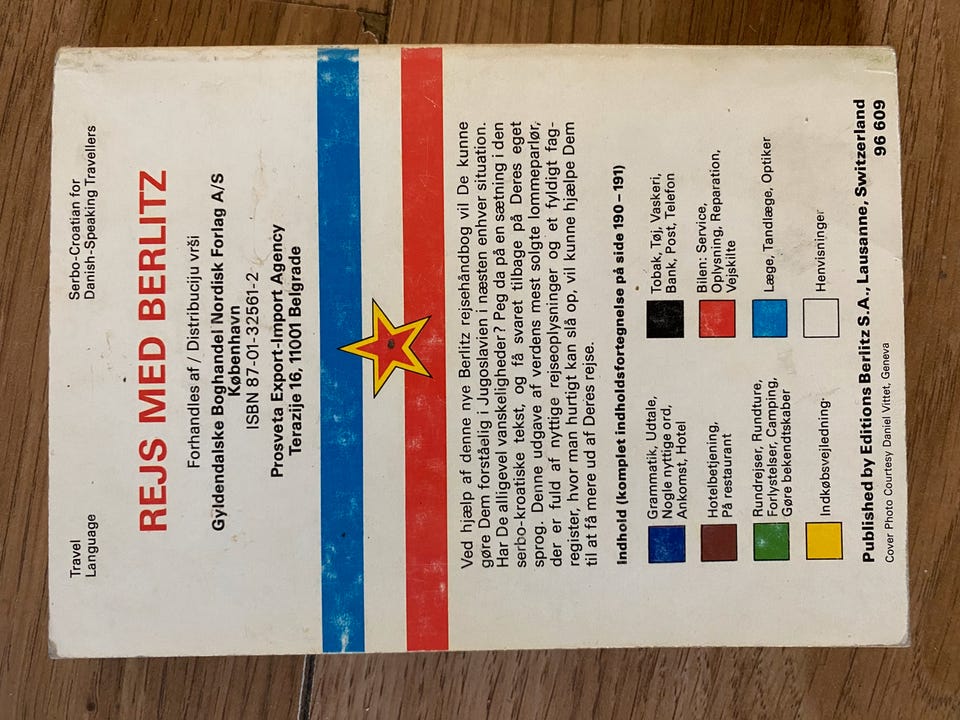 Travel
Language
Serbo-Croatian for
Danish-Speaking Travellers
REJS MED BERLITZ
Forhandles af / Distribuciju vrši
Gyldendalske Boghandel Nordisk Forlag A/S
København
ISBN 87-01-32561-2
Prosveta Export-Import Agency
Terazije 16, 11001 Belgrade
Ved hjælp af denne nye Berlitz rejsehåndbog vil De kunne
gøre Dem forståelig i Jugoslavien i næsten enhver situation.
Har De alligevel vanskeligheder? Peg da på en sætning i den
serbo-kroatiske tekst, og få svaret tilbage på Deres eget
sprog. Denne udgave af verdens mest solgte lommeparlør,
der er fuld af nyttige rejseoplysninger og et fyldigt fag-
register, hvor man hurtigt kan slå op, vil kunne hjælpe Dem
til at få mere ud af Deres rejse.
Indhold (komplet indholdsfortegnelse på side 190–191)
Grammatik, Udtale,
Nogle nyttige ord,
Ankomst, Hotel
Hotelbetjening,
På restaurant
Rundrejser, Rundture,
Forlystelser, Camping,
Gøre bekendtskaber
Indkøbsvejledning
Tobak, Tøj, Vaskeri,
Bank, Post, Telefon
Bilen: Service,
Oplysning, Reparation,
Vejskilte
Læge, Tandlæge, Optiker
Henvisninger
Published by Editions Berlitz S.A., Lausanne, Switzerland
96 609
Cover Photo Courtesy Daniel Vittet, Geneva